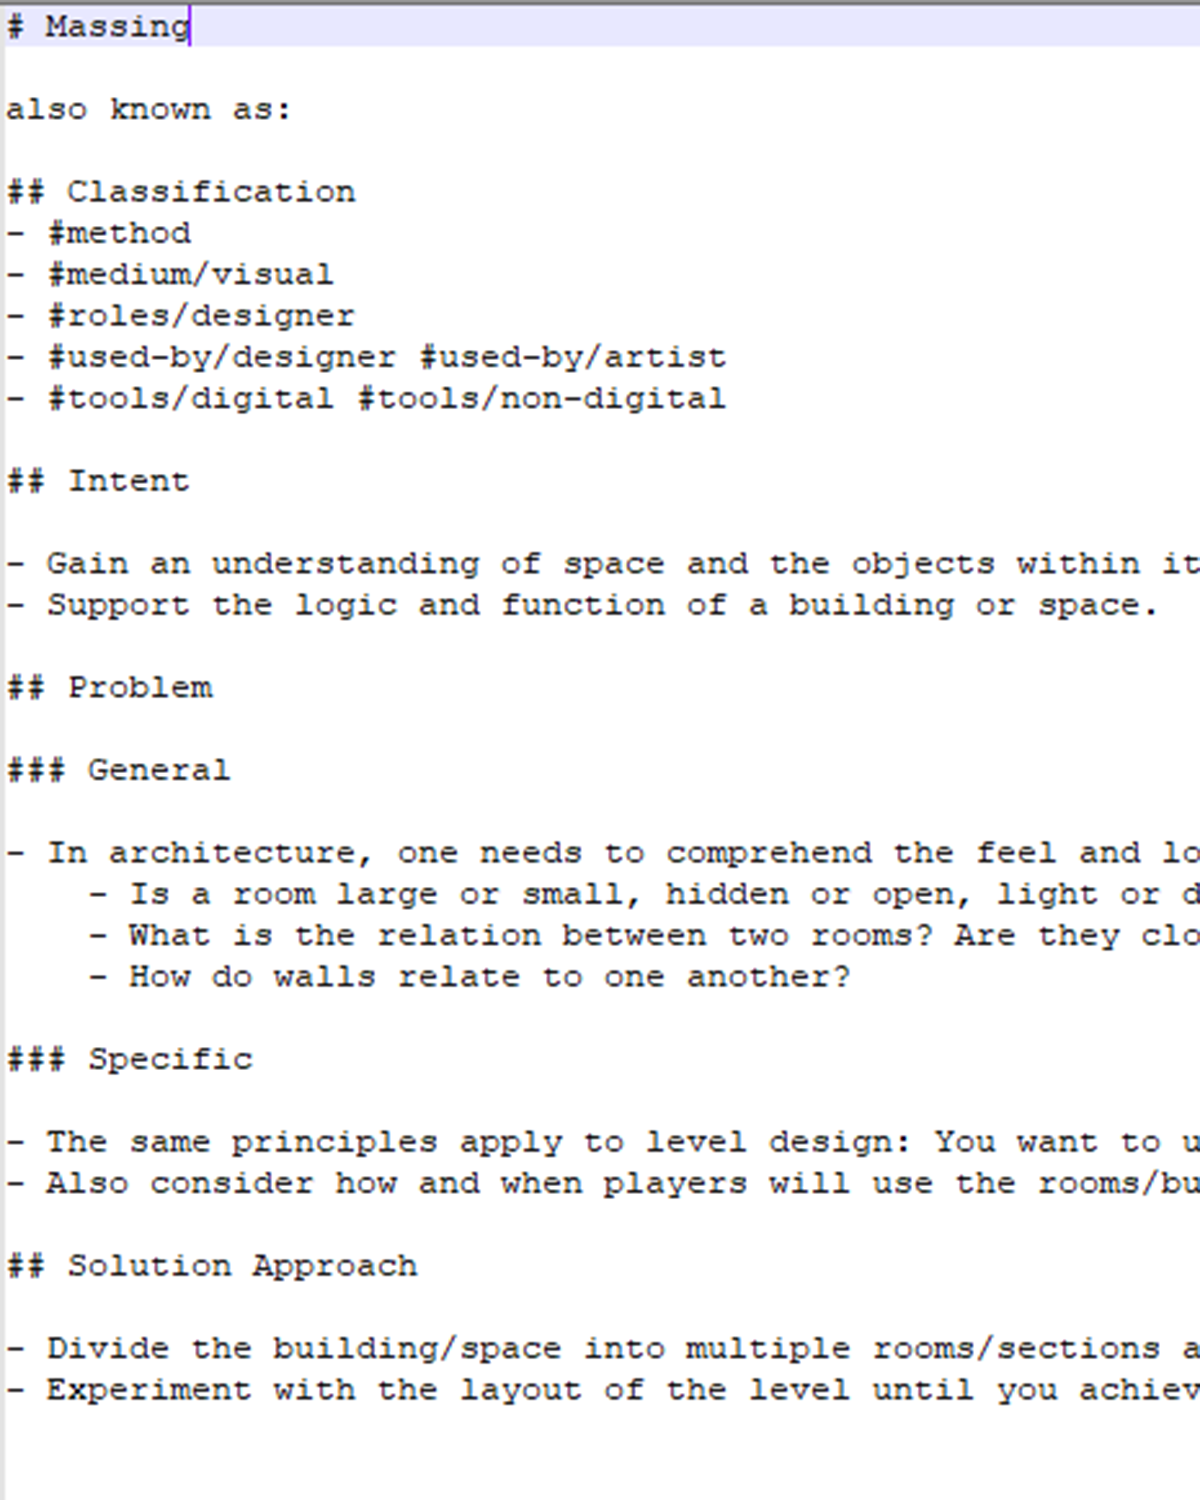 # Massing
also known as:
## Classification
- #method
- #medium/visual
- #roles/designer
- #used-by/designer #used-by/artist
- #tools/digital #tools/non-digital
## Intent
- Gain an understanding of space and the objects within it
- Support the logic and function of a building or space.
## Problem
### General
- In architecture, one needs to comprehend the feel and lo
- Is a room large or small, hidden or open, light or d
- What is the relation between two rooms? Are they clo
- How do walls relate to one another?
### Specific
- The same principles apply to level design: You want to u
- Also consider how and when players will use the rooms/bu
## Solution Approach
- Divide the building/space into multiple rooms/sections a
- Experiment with the layout of the level until you achiev